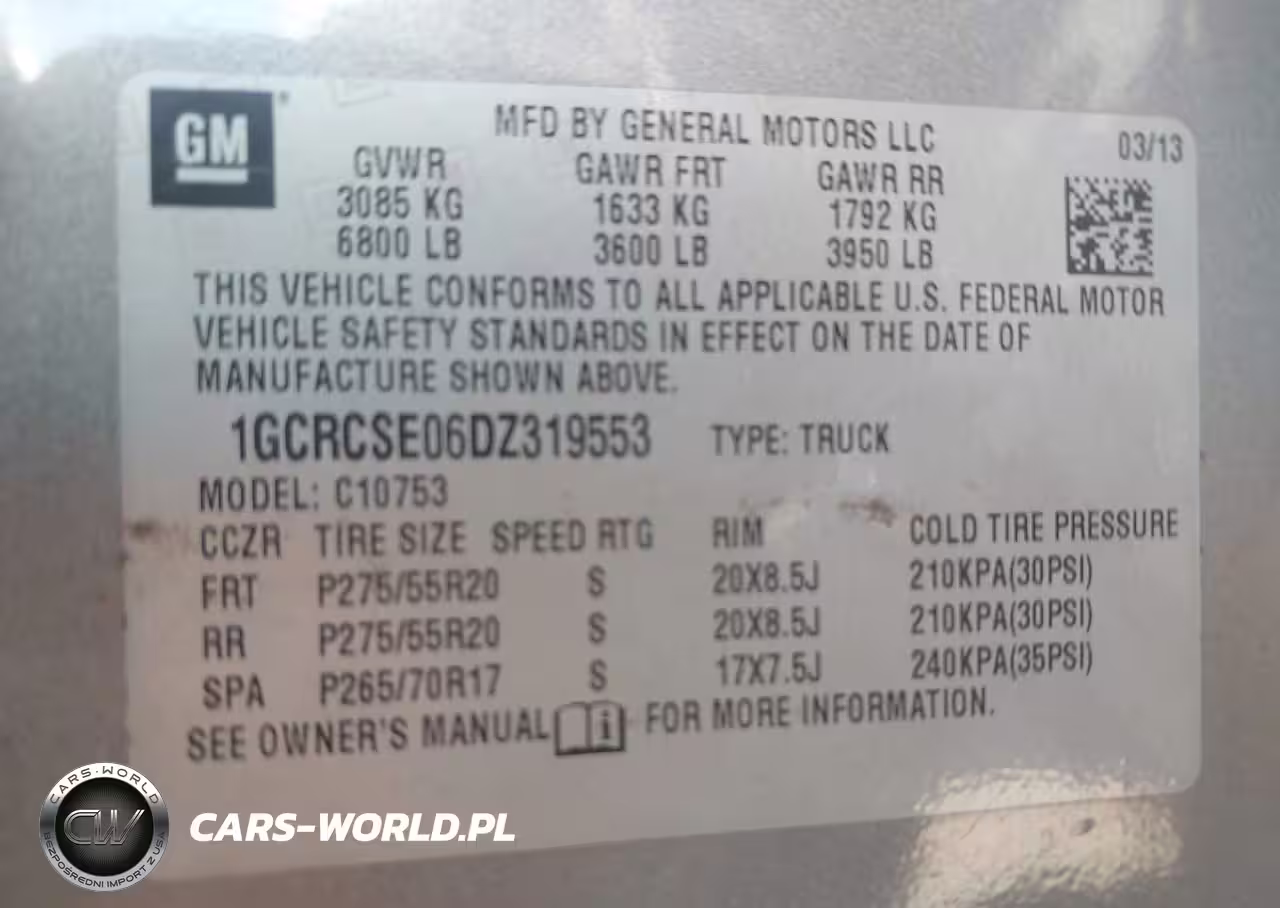 GM
MFD BY GENERAL MOTORS LLC 03/13
GVWR GAWR FRT GAWR RR
3085 KG 1633 KG 1792 KG
6800 LB 3600 LB 3950 LB
THIS VEHICLE CONFORMS TO ALL APPLICABLE U.S. FEDERAL MOTOR
VEHICLE SAFETY STANDARDS IN EFFECT ON THE DATE OF
MANUFACTURE SHOWN ABOVE.
1GCRCSE06DZ319553 TYPE: TRUCK
MODEL: C10753
CCZR TIRE SIZE SPEED RTG RIM COLD TIRE PRESSURE
FRT P275/55R20 S 20X8.5J 210KPA(30PSI)
RR P275/55R20 S 20X8.5J 210KPA(30PSI)
SPA P265/70R17 S 17X7.5J 240KPA(35PSI)
SEE OWNER'S MANUAL FOR MORE INFORMATION.
CARS-WORLD
CW
BEZPOŚREDNI IMPORT Z USA
CARS-WORLD.PL